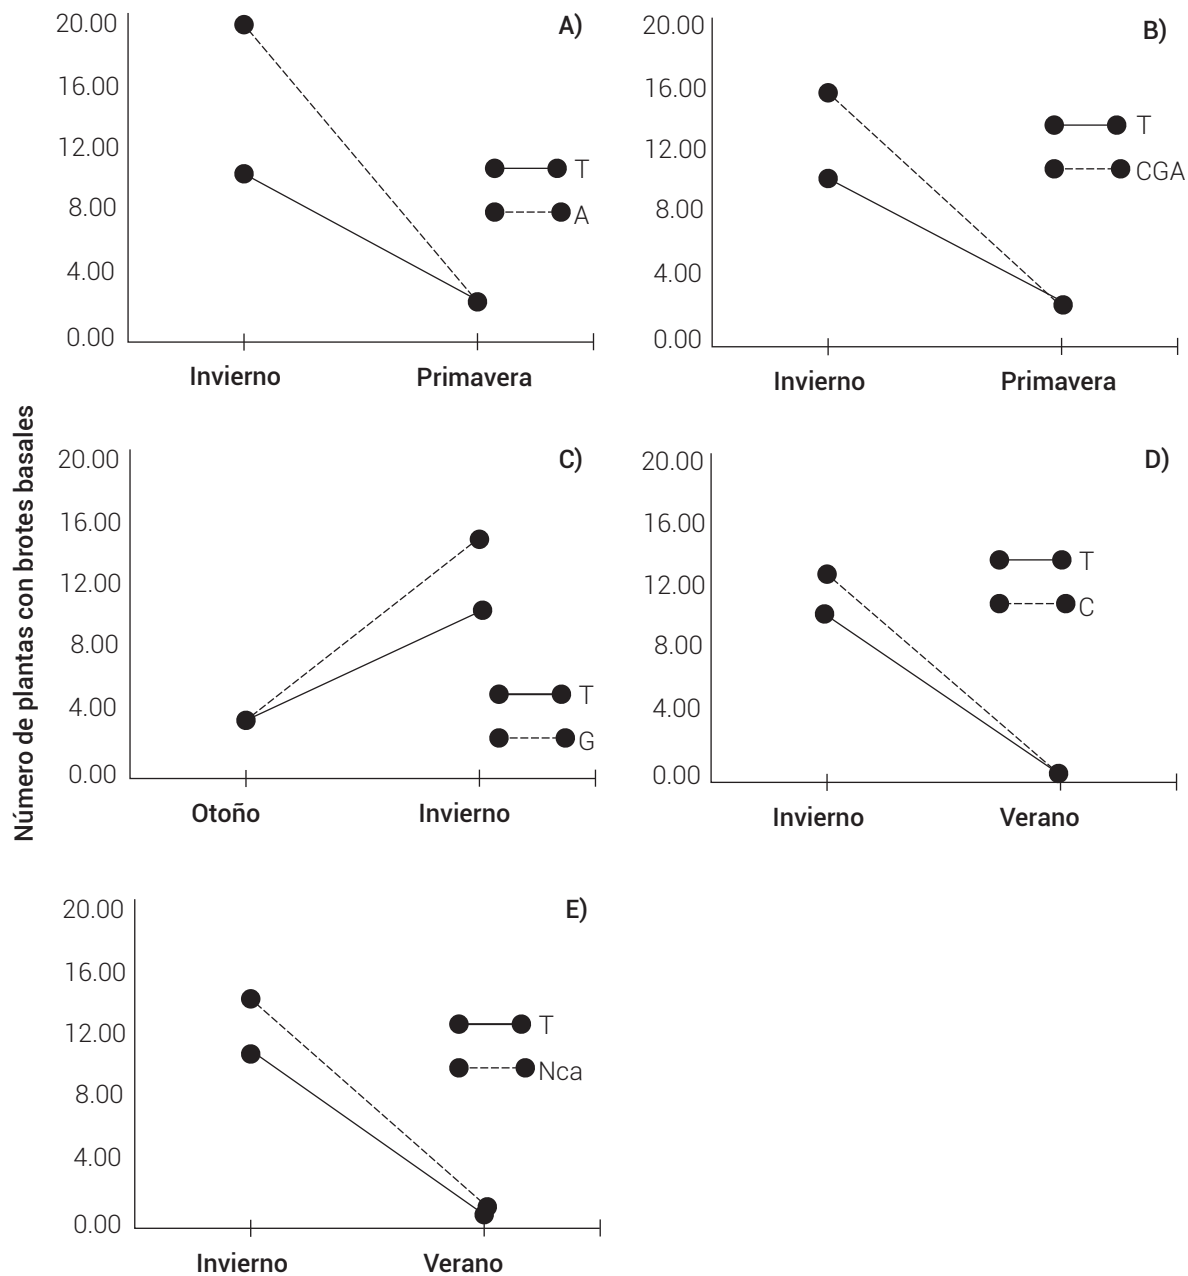 Número de plantas con brotes basales
A)
20.00
16.00
12.00
8.00
4.00
0.00
T
A
Invierno
Primavera
B)
20.00
16.00
12.00
8.00
4.00
0.00
T
CGA
Invierno
Primavera
C)
20.00
16.00
12.00
8.00
4.00
0.00
T
G
Otoño
Invierno
D)
20.00
16.00
12.00
8.00
4.00
0.00
T
C
Invierno
Verano
E)
20.00
16.00
12.00
8.00
4.00
0.00
T
Nca
Invierno
Verano